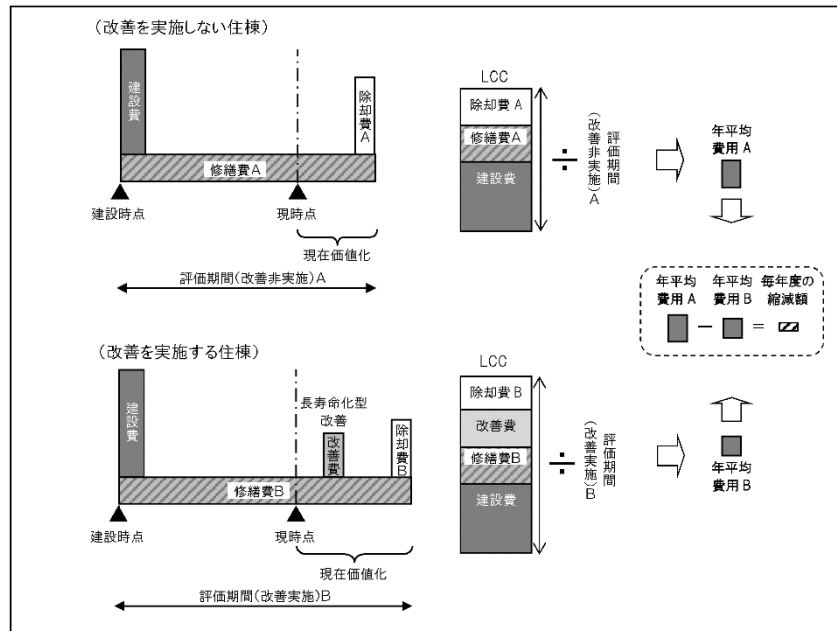 (改善を実施しない住棟)
建設費
除却費A
修繕費A
建設時点
現時点
現在価値化
評価期間(改善非実施)A
LCC
除却費A
修繕費A
建設費
÷
評価期間
(改善非実施)A
年平均
費用A
年平均
費用A
年平均
費用B
毎年度の
縮減額
－
＝
(改善を実施する住棟)
建設費
長寿命化型
改善
改善費
除却費B
修繕費B
建設時点
現時点
現在価値化
評価期間(改善実施)B
LCC
除却費B
改善費
修繕費B
建設費
÷
評価期間
(改善実施)B
年平均
費用B